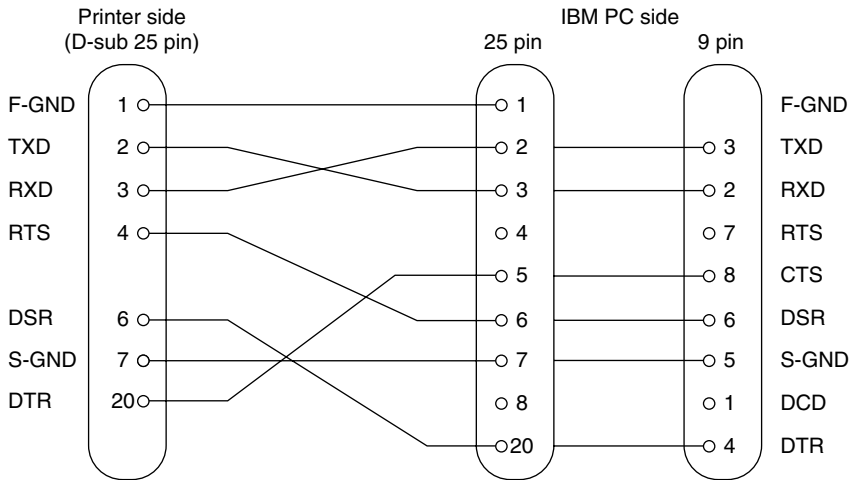 Printer side
(D-sub 25 pin)
IBM PC side
25 pin
9 pin
F-GND 1 1 F-GND
TXD 2 2 3 TXD
RXD 3 3 2 RXD
RTS 4 4 7 RTS
5 8 CTS
DSR 6 6 6 DSR
S-GND 7 7 5 S-GND
DTR 20 8 1 DCD
20 4 DTR